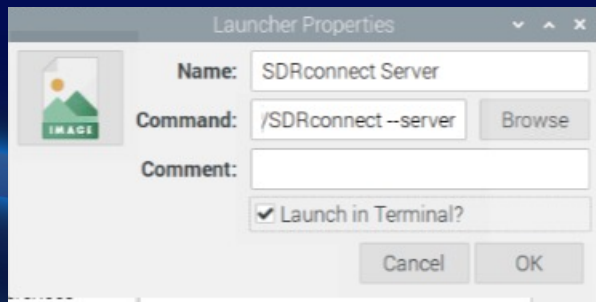 Launcher Properties
IMAGE
Name: SDRconnect Server
Command: /SDRconnect --server Browse
Comment:
Launch in Terminal?
Cancel OK